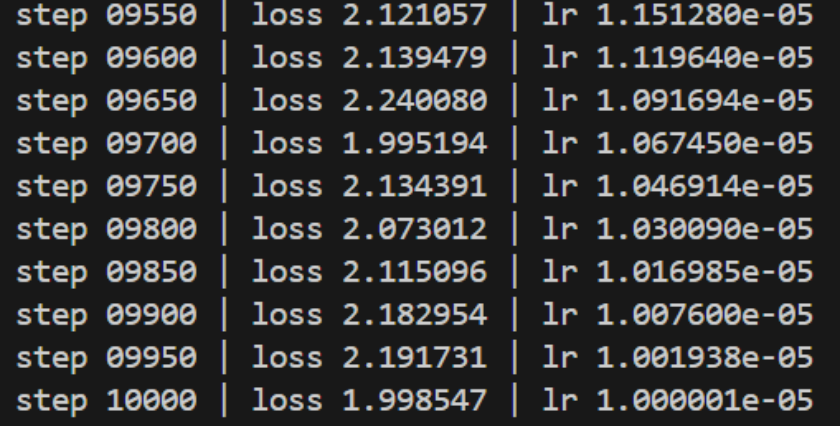 step 09550 | loss 2.121057 | lr 1.151280e-05
step 09600 | loss 2.139479 | lr 1.119640e-05
step 09650 | loss 2.240080 | lr 1.091694e-05
step 09700 | loss 1.995194 | lr 1.067450e-05
step 09750 | loss 2.134391 | lr 1.046914e-05
step 09800 | loss 2.073012 | lr 1.030090e-05
step 09850 | loss 2.115096 | lr 1.016985e-05
step 09900 | loss 2.182954 | lr 1.007600e-05
step 09950 | loss 2.191731 | lr 1.001938e-05
step 10000 | loss 1.998547 | lr 1.000001e-05